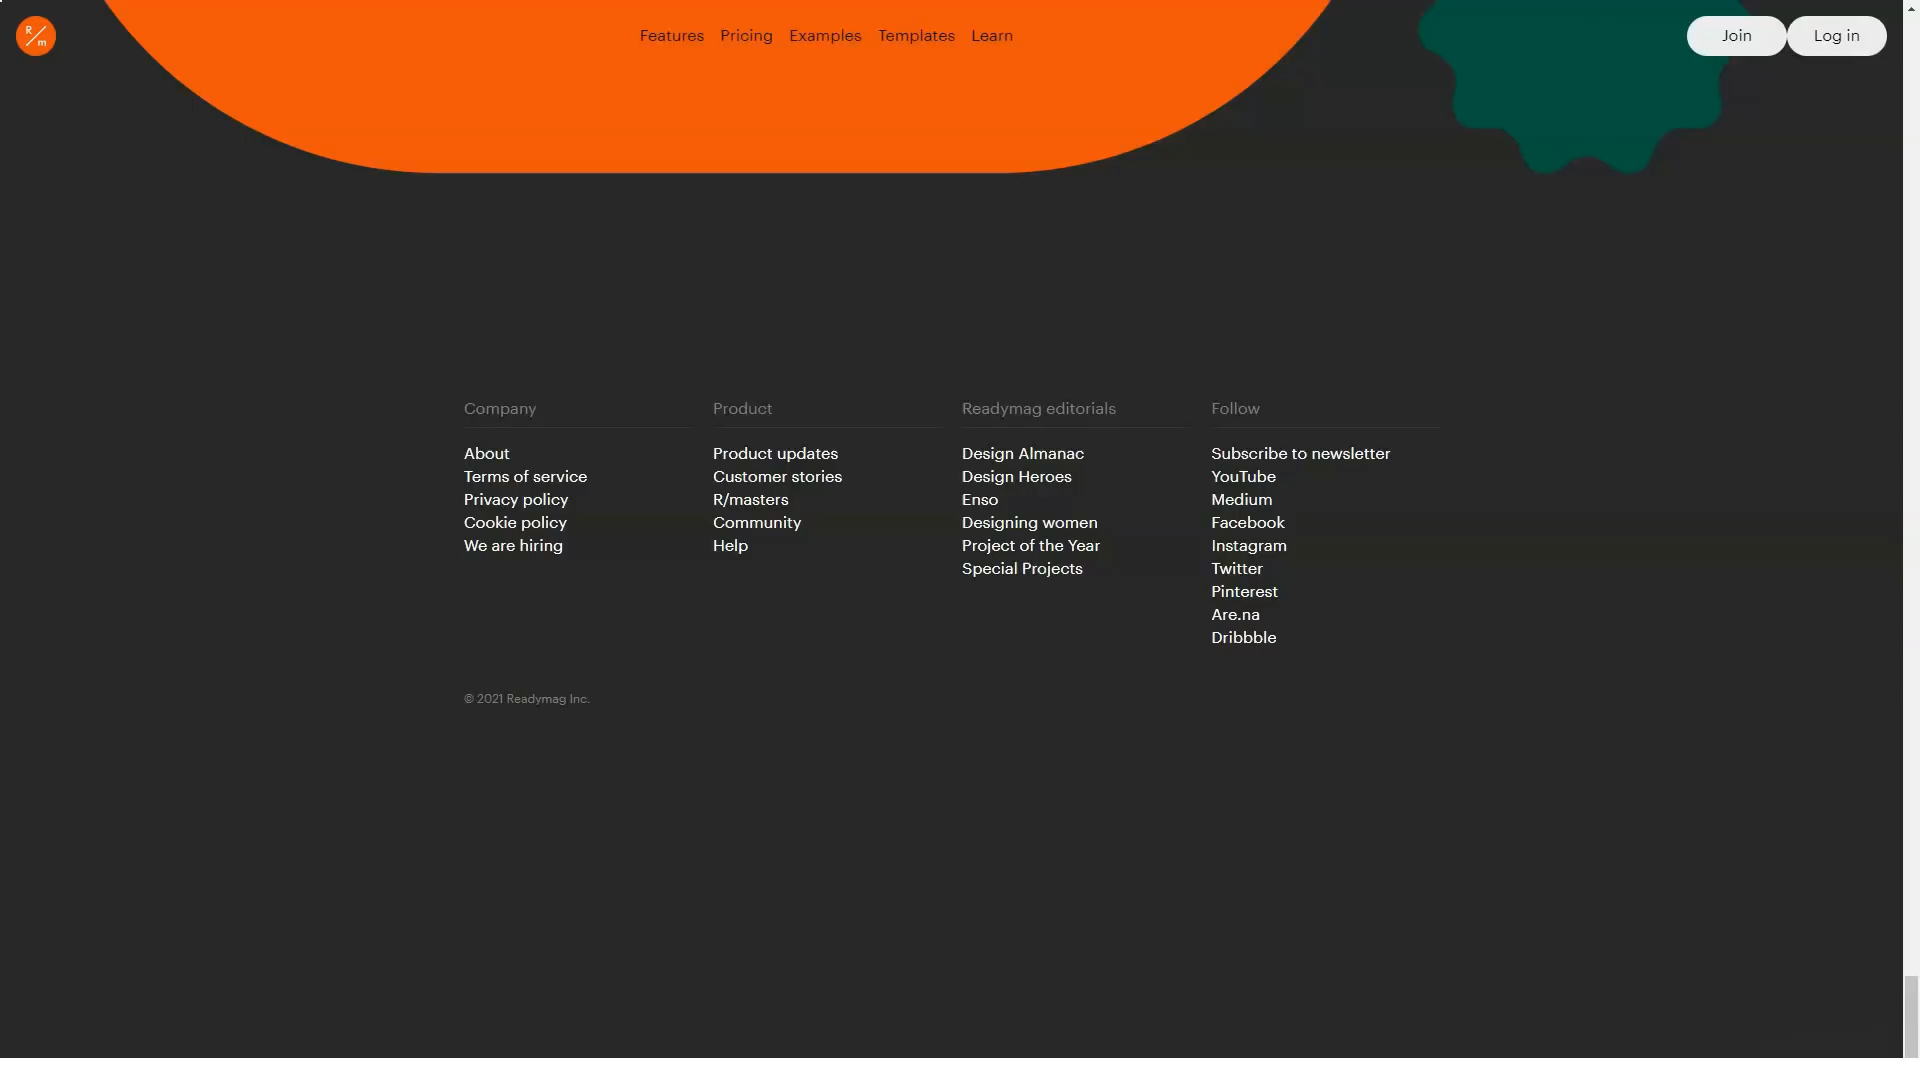 R/m
Features Pricing Examples Templates Learn
Join
Log in
Company
About
Terms of service
Privacy policy
Cookie policy
We are hiring
Product
Product updates
Customer stories
R/masters
Community
Help
Readymag editorials
Design Almanac
Design Heroes
Enso
Designing women
Project of the Year
Special Projects
Follow
Subscribe to newsletter
YouTube
Medium
Facebook
Instagram
Twitter
Pinterest
Are.na
Dribbble
© 2021 Readymag Inc.